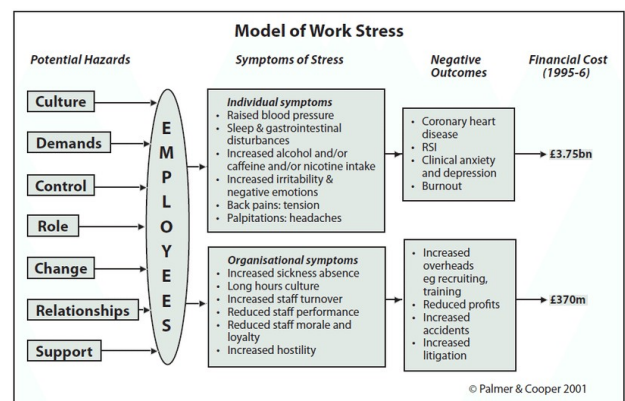 Model of Work Stress
Potential Hazards
Symptoms of Stress
Negative
Outcomes
Financial Cost
(1995-6)
Culture
Demands
Control
Role
Change
Relationships
Support
E
M
P
L
O
Y
E
E
S
Individual symptoms
• Raised blood pressure
• Sleep & gastrointestinal
disturbances
• Increased alcohol and/or
caffeine and/or nicotine intake
• Increased irritability &
negative emotions
• Back pains: tension
• Palpitations: headaches
• Coronary heart
disease
• RSI
• Clinical anxiety
and depression
• Burnout
£3.75bn
Organisational symptoms
• Increased sickness absence
• Long hours culture
• Increased staff turnover
• Reduced staff performance
• Reduced staff morale and
loyalty
• Increased hostility
• Increased
overheads
eg recruiting,
training
• Reduced profits
• Increased
accidents
• Increased
litigation
£370m
© Palmer & Cooper 2001